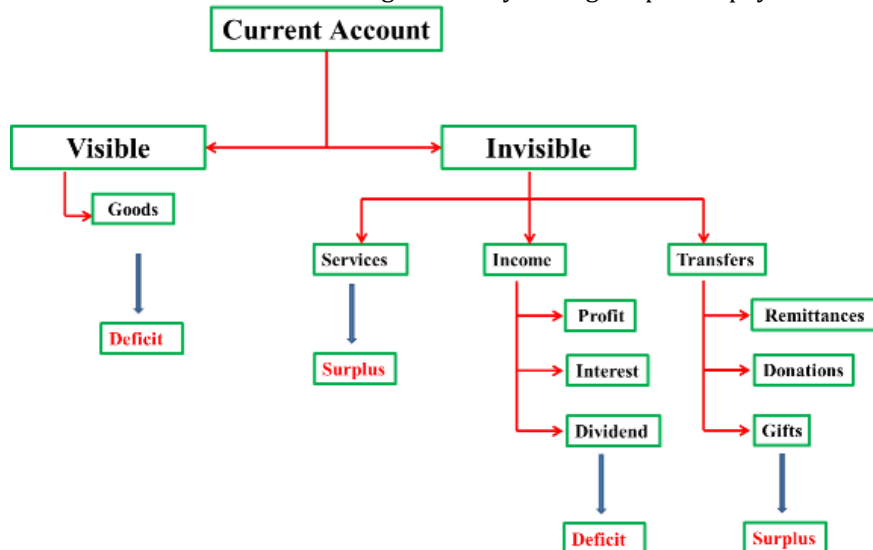 Current Account
Visible
Invisible
Goods
Services
Income
Transfers
Deficit
Surplus
Profit
Interest
Dividend
Deficit
Remittances
Donations
Gifts
Surplus